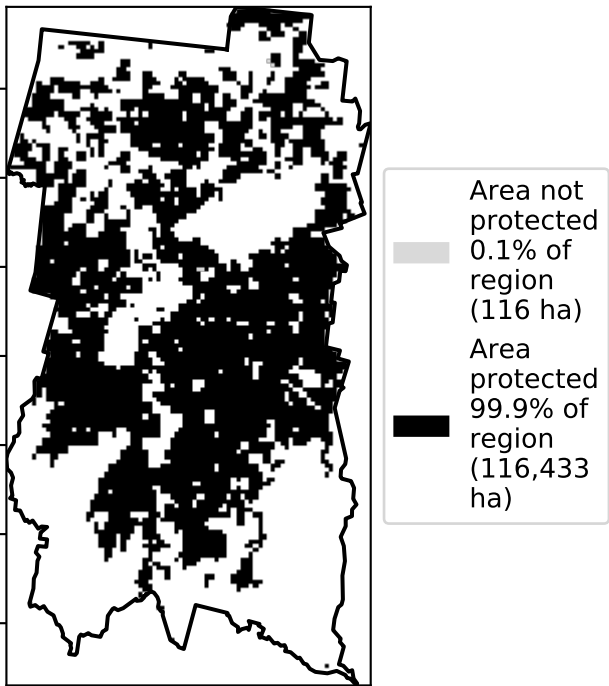 Area not
protected
0.1% of
region
(116 ha)
Area
protected
99.9% of
region
(116,433
ha)